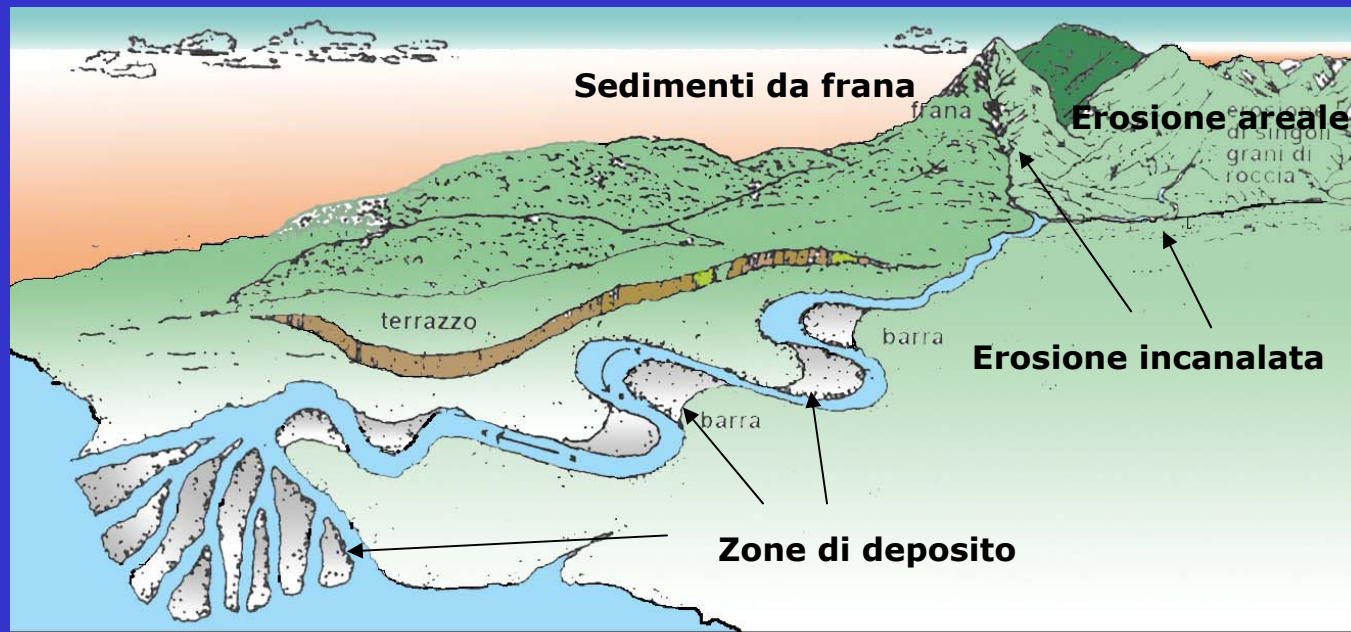 Sedimenti da frana
frana
Erosione areale
erosione
di singoli
grani di
roccia
terrazzo
barra
Erosione incanalata
barra
Zone di deposito